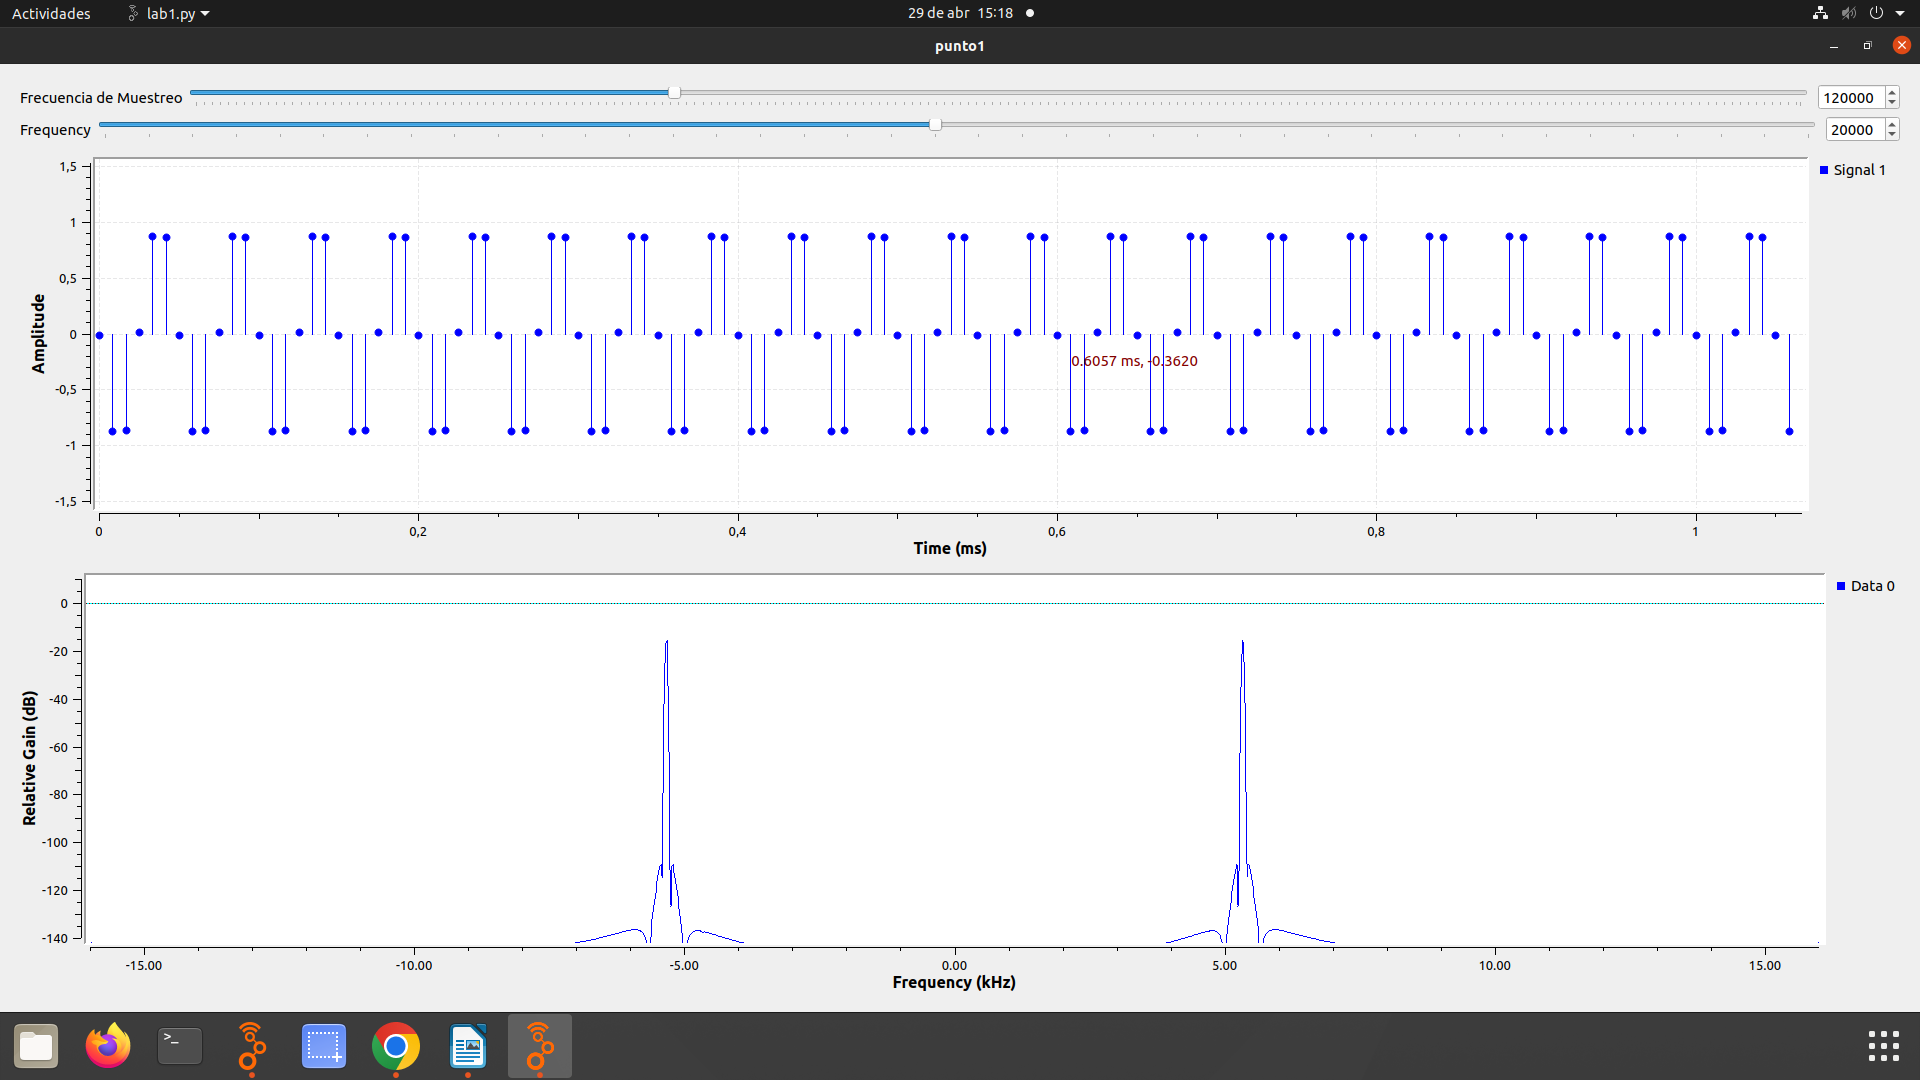 Actividades lab1.py 29 de abr 15:18
punto1
Frecuencia de Muestreo 120000
Frequency 20000
1,5
1
0,5
0
-0,5
-1
-1,5
Amplitude
Signal 1
0.6057 ms, -0.3620
0 0,2 0,4 0,6 0,8 1
Time (ms)
0
-20
-40
-60
-80
-100
-120
-140
Relative Gain (dB)
Data 0
-15.00 -10.00 -5.00 0.00 5.00 10.00 15.00
Frequency (kHz)
>_